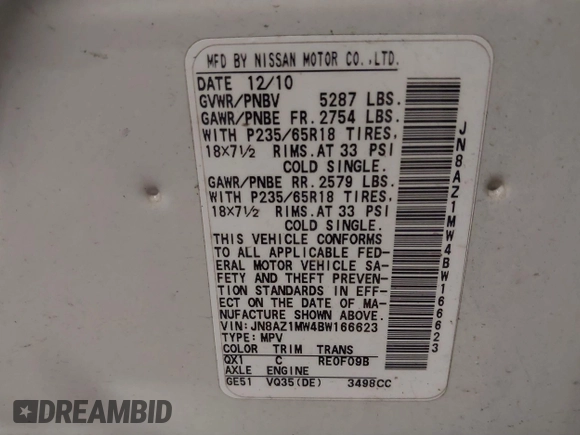 MFD BY NISSAN MOTOR CO.,LTD.
DATE 12/10
GVWR/PNBV 5287 LBS.
GAWR/PNBE FR. 2754 LBS.
WITH P235/65R18 TIRES,
18×7½ RIMS. AT 33 PSI
COLD SINGLE.
GAWR/PNBE RR. 2579 LBS.
WITH P235/65R18 TIRES,
18×7½ RIMS. AT 33 PSI
COLD SINGLE.
THIS VEHICLE CONFORMS
TO ALL APPLICABLE FED-
ERAL MOTOR VEHICLE SA-
FETY AND THEFT PREVEN-
TION STANDARDS IN EFF-
ECT ON THE DATE OF MA-
NUFACTURE SHOWN ABOVE.
VIN: JN8AZ1MW4BW166623
TYPE: MPV
COLOR TRIM TRANS
QX1 C RE0F09B
AXLE ENGINE
GE51 VQ35(DE) 3498CC
JN8AZ1MW4BW166623
DREAMBID